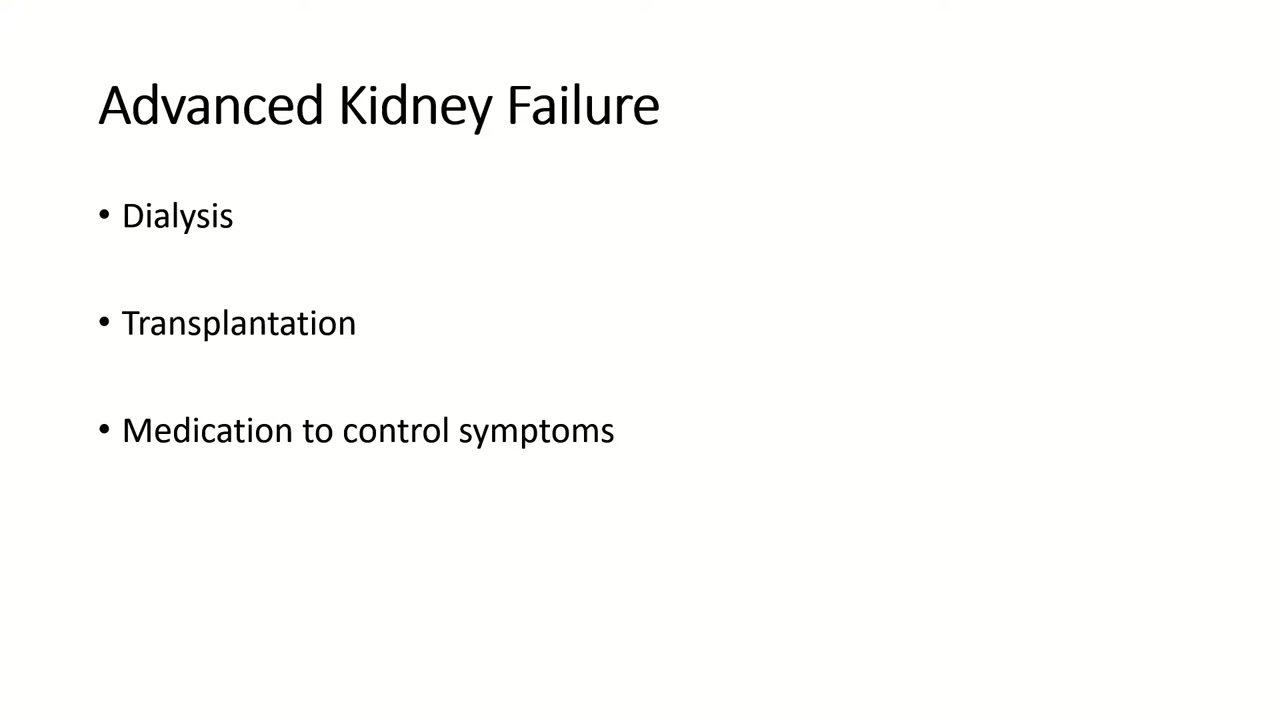 Advanced Kidney Failure
• Dialysis
• Transplantation
• Medication to control symptoms